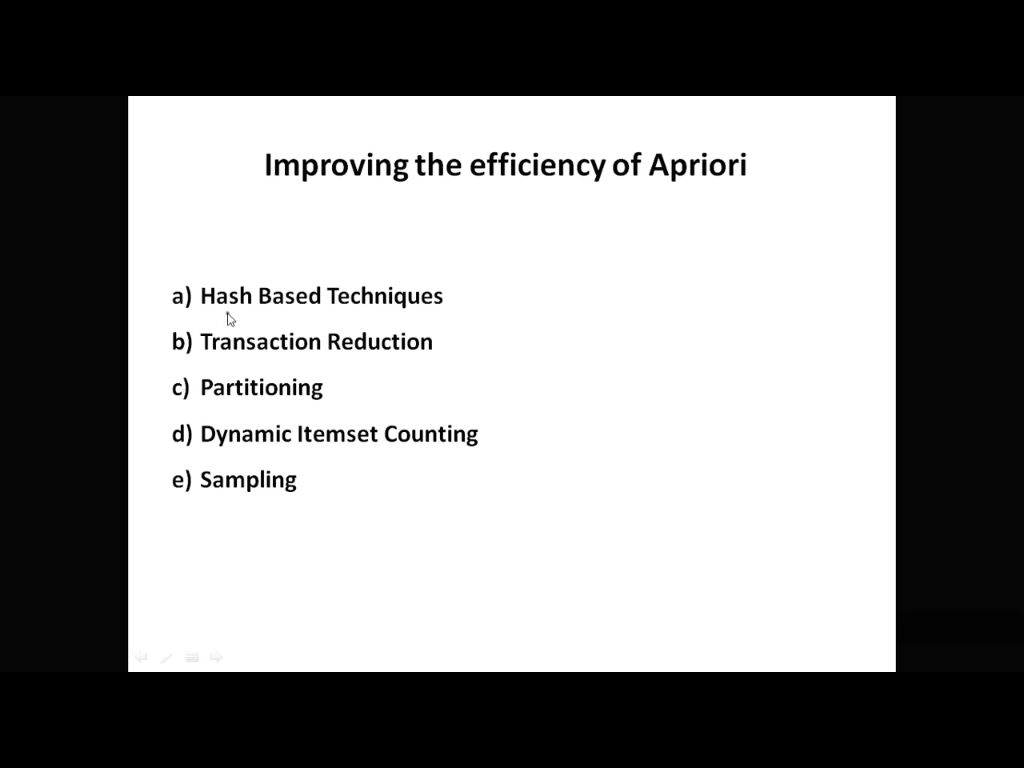 Improving the efficiency of Apriori
a) Hash Based Techniques
b) Transaction Reduction
c) Partitioning
d) Dynamic Itemset Counting
e) Sampling